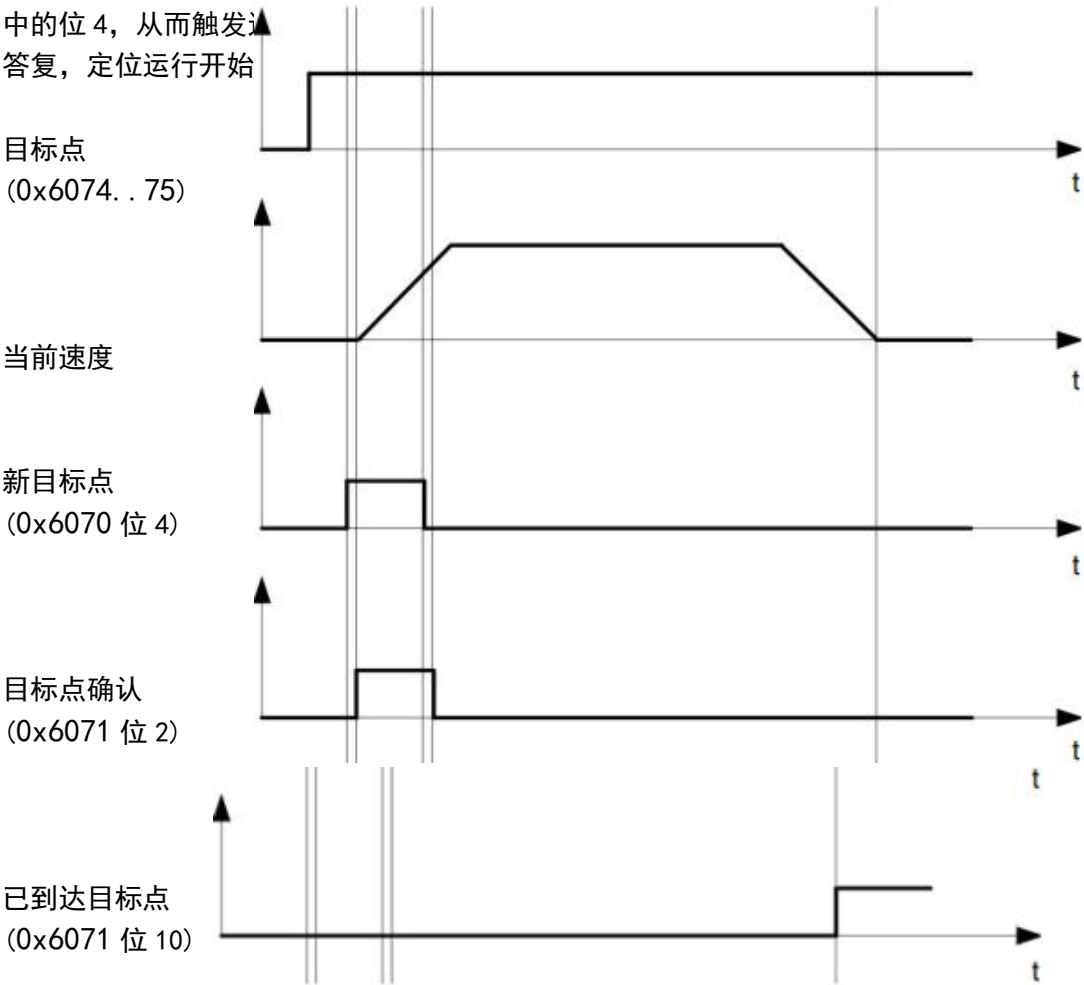 中的位 4，从而触发
答复，定位运行开始
目标点
(0x6074..75)
t
当前速度
t
新目标点
(0x6070 位 4)
t
目标点确认
(0x6071 位 2)
t
t
已到达目标点
(0x6071 位 10)
t